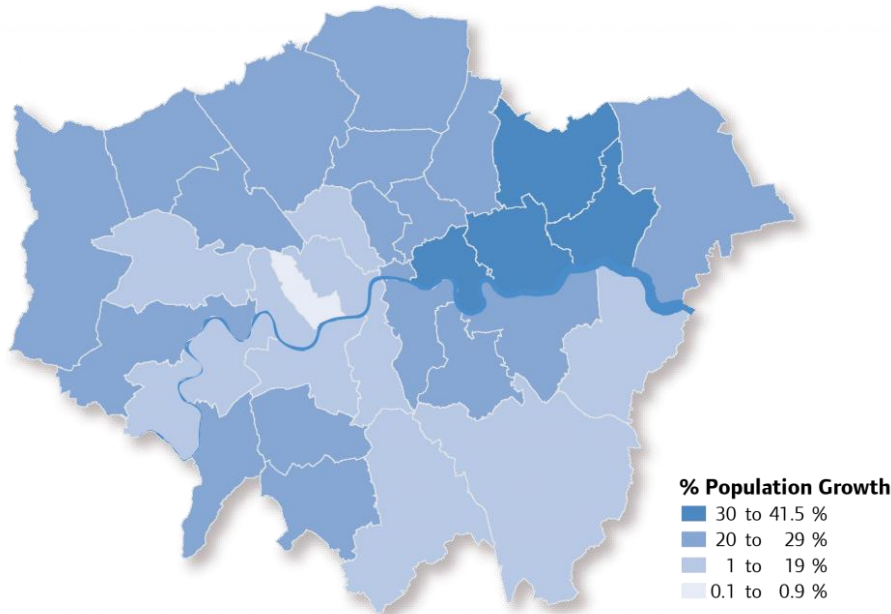 % Population Growth
30 to 41.5 %
20 to 29 %
1 to 19 %
0.1 to 0.9 %